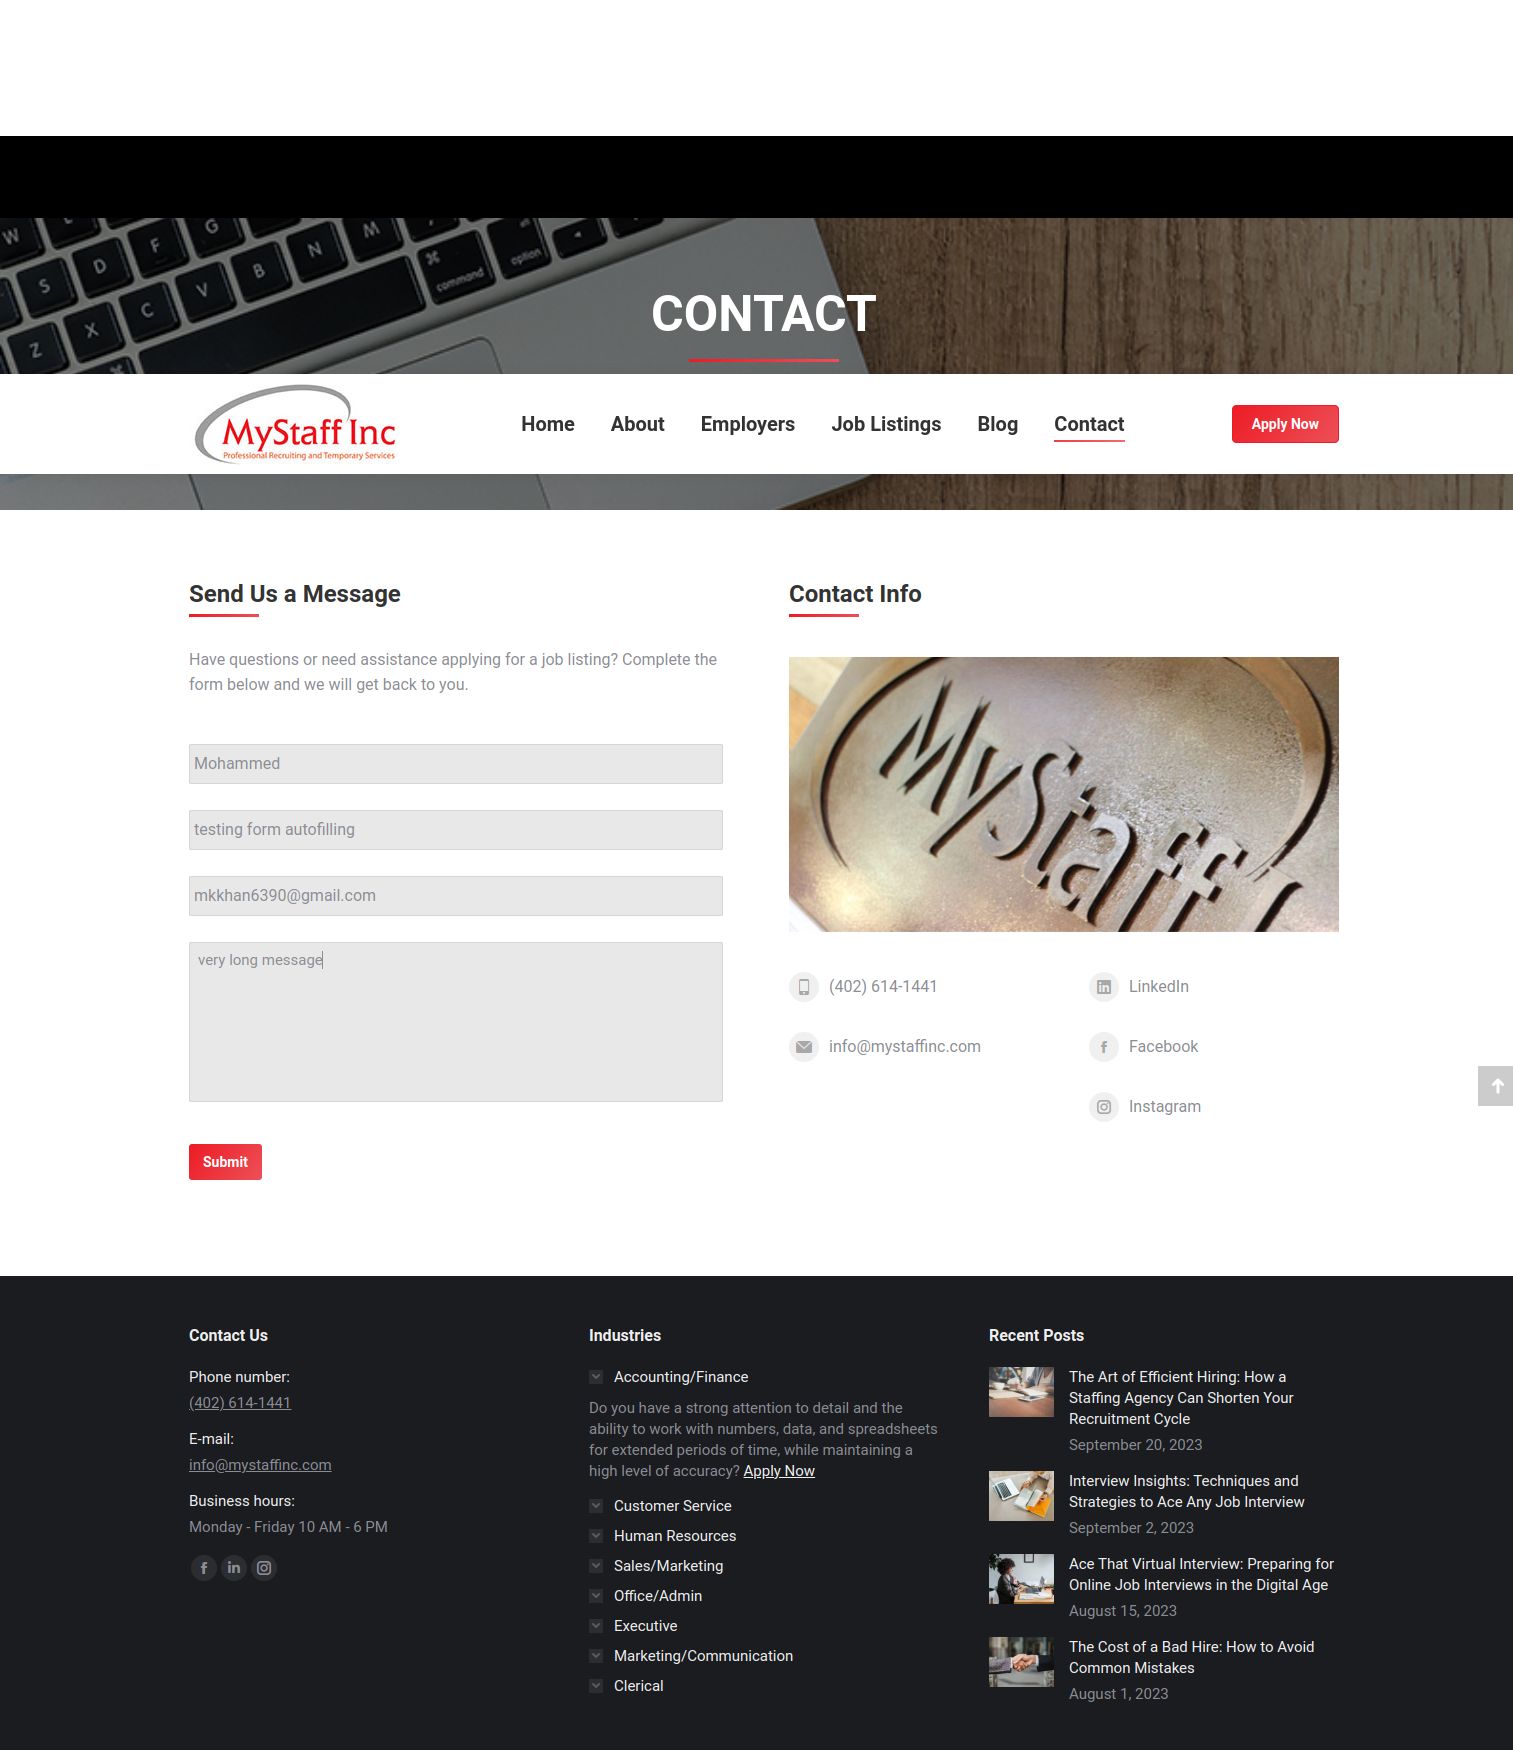 W
D
F
G
S
X
C
V
B
N
M
Z
⌘
command
alt
option
CONTACT
MyStaff Inc
Professional Recruiting and Temporary Services
Home
About
Employers
Job Listings
Blog
Contact
Apply Now
Send Us a Message
Have questions or need assistance applying for a job listing? Complete the
form below and we will get back to you.
Mohammed
testing form autofilling
mkkhan6390@gmail.com
very long message
Submit
Contact Info
MyStaff I
(402) 614-1441
info@mystaffinc.com
LinkedIn
Facebook
Instagram
Contact Us
Phone number:
(402) 614-1441
E-mail:
info@mystaffinc.com
Business hours:
Monday - Friday 10 AM - 6 PM
Industries
Accounting/Finance
Do you have a strong attention to detail and the
ability to work with numbers, data, and spreadsheets
for extended periods of time, while maintaining a
high level of accuracy? Apply Now
Customer Service
Human Resources
Sales/Marketing
Office/Admin
Executive
Marketing/Communication
Clerical
Recent Posts
The Art of Efficient Hiring: How a
Staffing Agency Can Shorten Your
Recruitment Cycle
September 20, 2023
Interview Insights: Techniques and
Strategies to Ace Any Job Interview
September 2, 2023
Ace That Virtual Interview: Preparing for
Online Job Interviews in the Digital Age
August 15, 2023
The Cost of a Bad Hire: How to Avoid
Common Mistakes
August 1, 2023